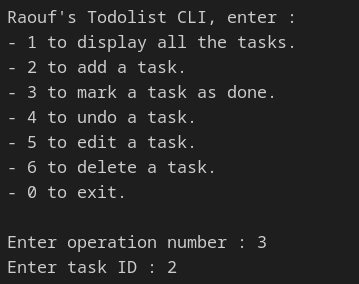 Raouf's Todolist CLI, enter :
- 1 to display all the tasks.
- 2 to add a task.
- 3 to mark a task as done.
- 4 to undo a task.
- 5 to edit a task.
- 6 to delete a task.
- 0 to exit.
Enter operation number : 3
Enter task ID : 2